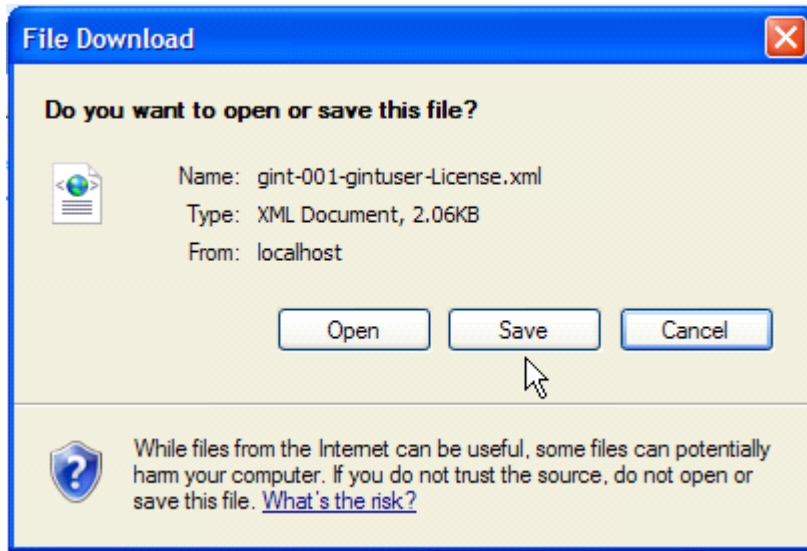 File Download
Do you want to open or save this file?
Name: gint-001-gintuser-License.xml
Type: XML Document, 2.06KB
From: localhost
Open Save Cancel
While files from the Internet can be useful, some files can potentially
harm your computer. If you do not trust the source, do not open or
save this file. What's the risk?